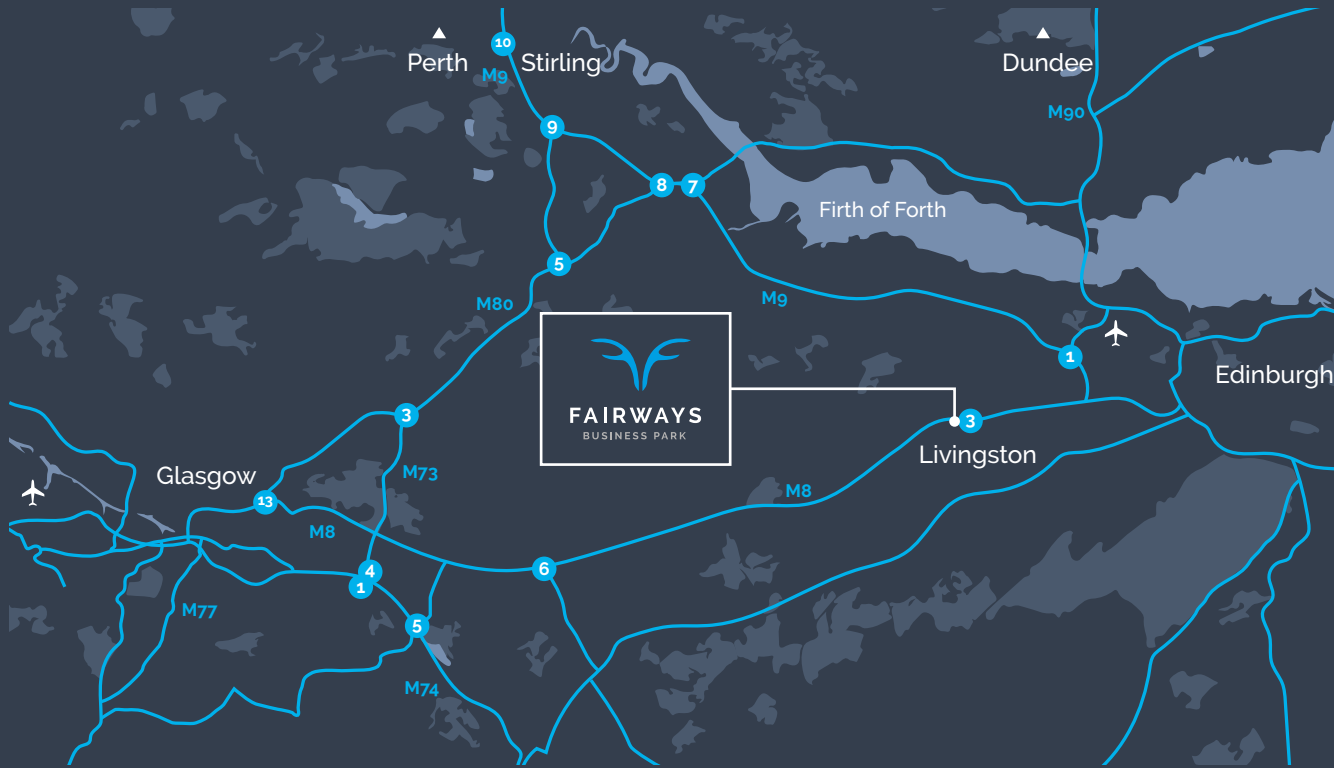 10
Perth
Stirling
Dundee
M9
M90
9
8
7
Firth of Forth
5
M80
M9
1
Edinburgh
FAIRWAYS
BUSINESS PARK
3
3
Livingston
Glasgow
M73
M8
13
M8
4
1
6
M77
5
M74